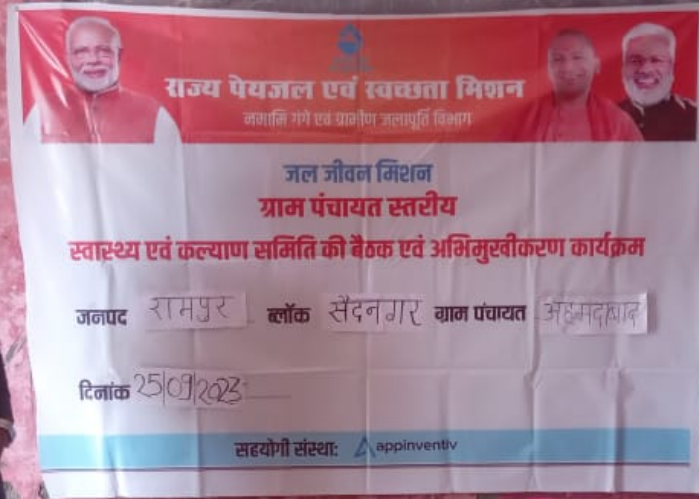 राज्य पेयजल एवं स्वच्छता मिशन
नमामि गंगे एवं ग्रामीण जलापूर्ति विभाग
जल जीवन मिशन
ग्राम पंचायत स्तरीय
स्वास्थ्य एवं कल्याण समिति की बैठक एवं अभिमुखीकरण कार्यक्रम
जनपद रामपुर ब्लॉक सैदनगर ग्राम पंचायत अहमदाबाद
दिनांक 25/09/2023
सहयोगी संस्था: appinventiv